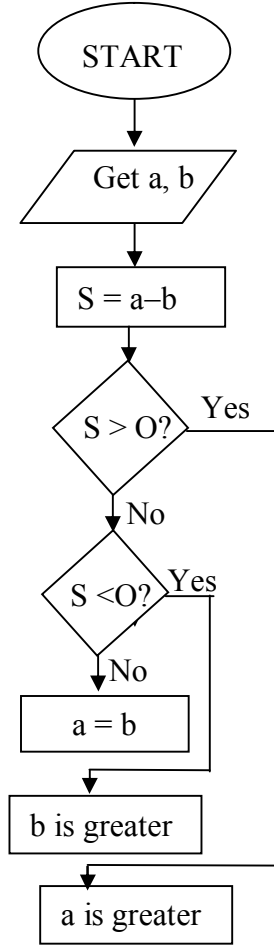 START
Get a, b
S = a–b
S > O?
Yes
No
S <O?
Yes
No
a = b
b is greater
a is greater